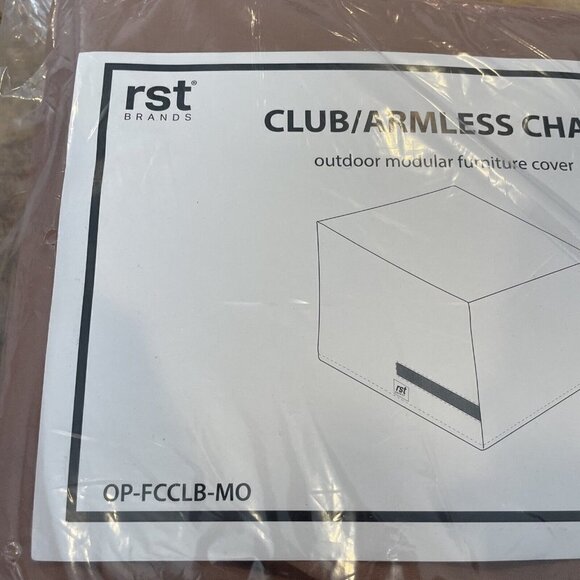 rst®
BRANDS
CLUB/ARMLESS CHA
outdoor modular furniture cover
rst
OP-FCCLB-MO